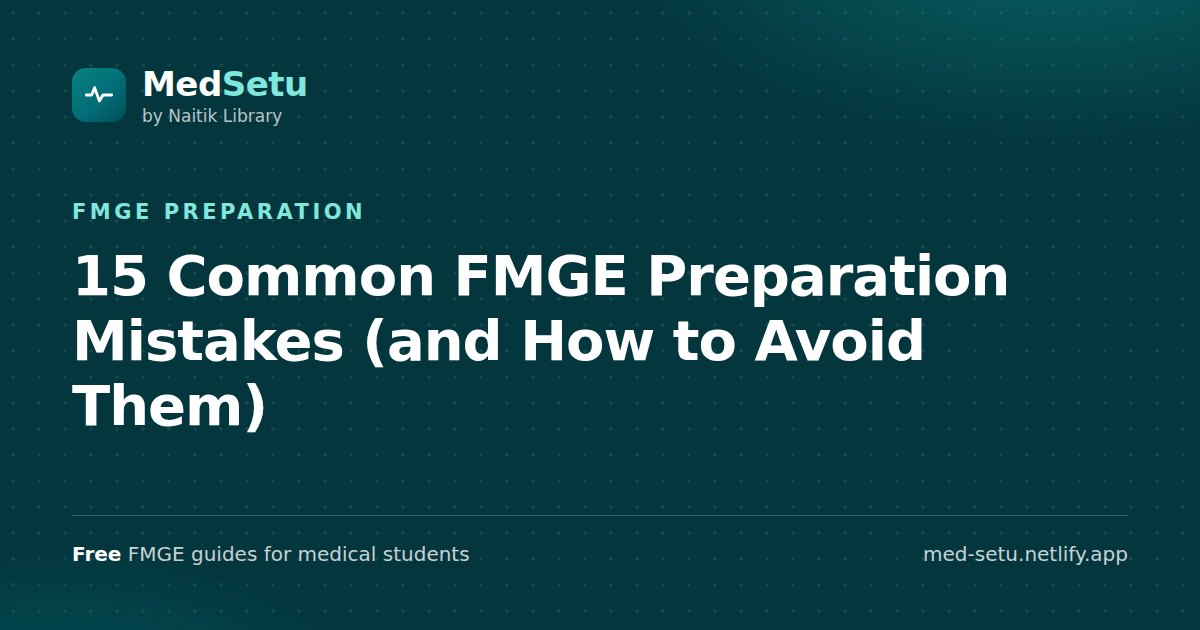 MedSetu
by Naitik Library
FMGE PREPARATION
15 Common FMGE Preparation
Mistakes (and How to Avoid
Them)
Free FMGE guides for medical students
med-setu.netlify.app